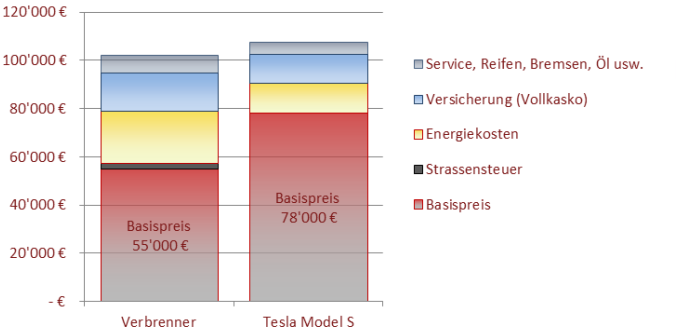 120'000 €
100'000 €
80'000 €
60'000 €
40'000 €
20'000 €
- €
Basispreis
55'000 €
Basispreis
78'000 €
Verbrenner
Tesla Model S
Service, Reifen, Bremsen, Öl usw.
Versicherung (Vollkasko)
Energiekosten
Strassensteuer
Basispreis